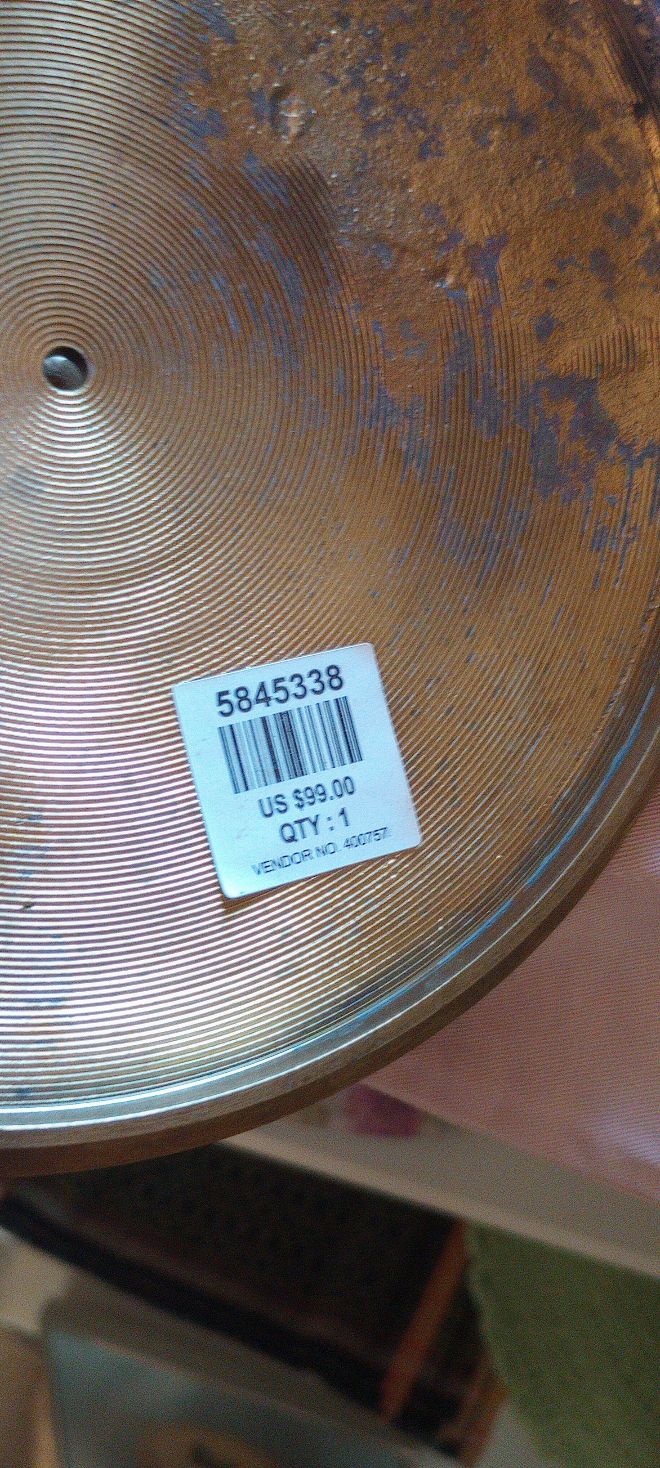 5845338
US $99.00
QTY : 1
VENDOR NO. 400757